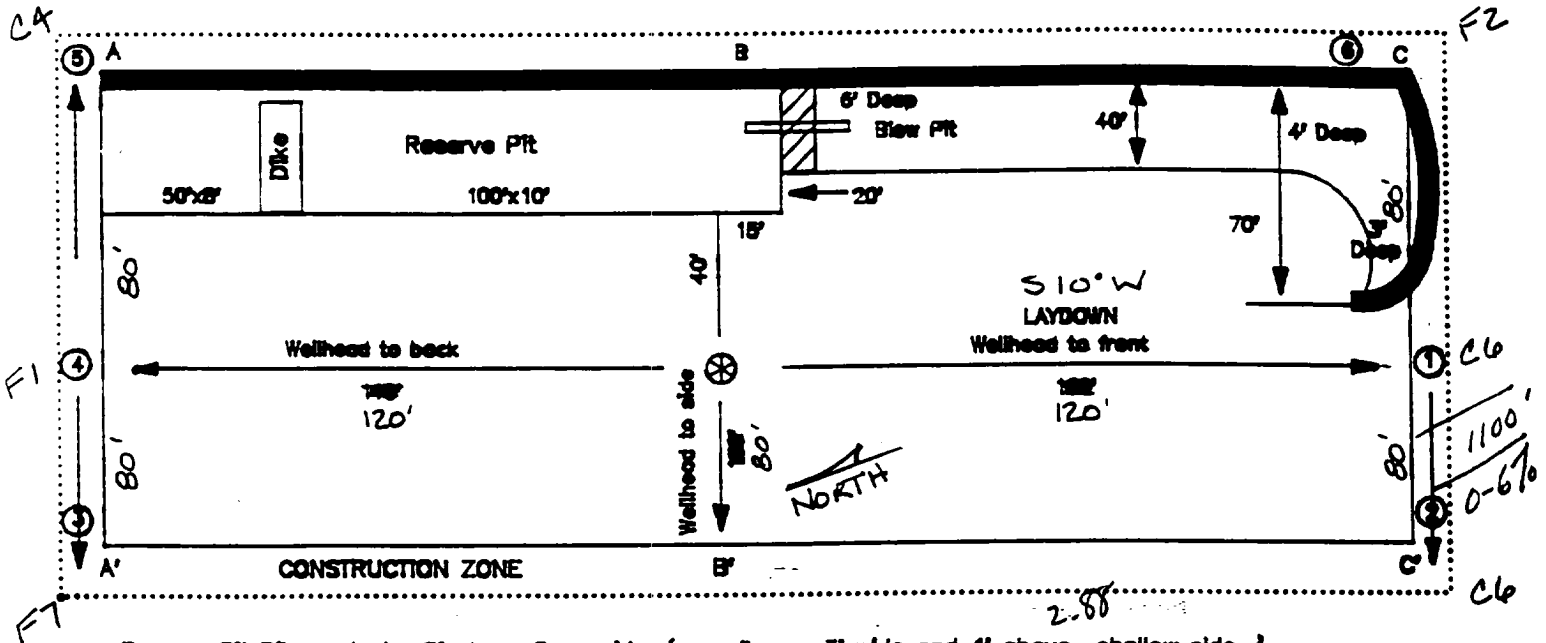 C4
F2
5
A
B
6
C
6' Deep
Blow Pit
40'
4' Deep
Dike
Reserve Pit
50'x8'
100'x10'
20'
80'
15'
70'
3'
Deep
80'
40'
S 10° W
LAYDOWN
Wellhead to back
Wellhead to front
F1
4
1
C6
120'
120'
Wellhead to side
80'
80'
NORTH
80'
1100'
0-6%
3
2
A'
CONSTRUCTION ZONE
B'
C'
F7
C6
2.88